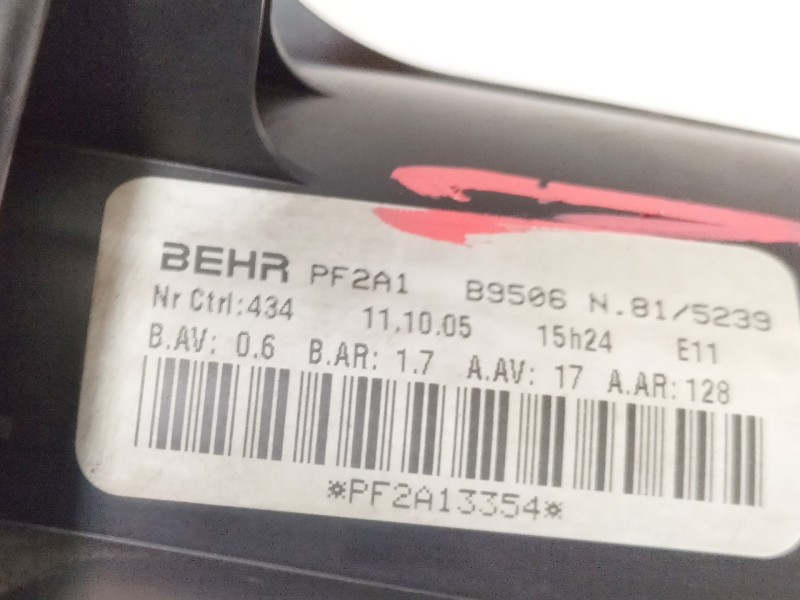 BEHR PF2A1 B9506 N.81/5239
Nr Ctrl:434 11.10.05 15h24 E11
B.AV: 0.6 B.AR: 1.7 A.AV: 17 A.AR: 128
*PF2A13354*